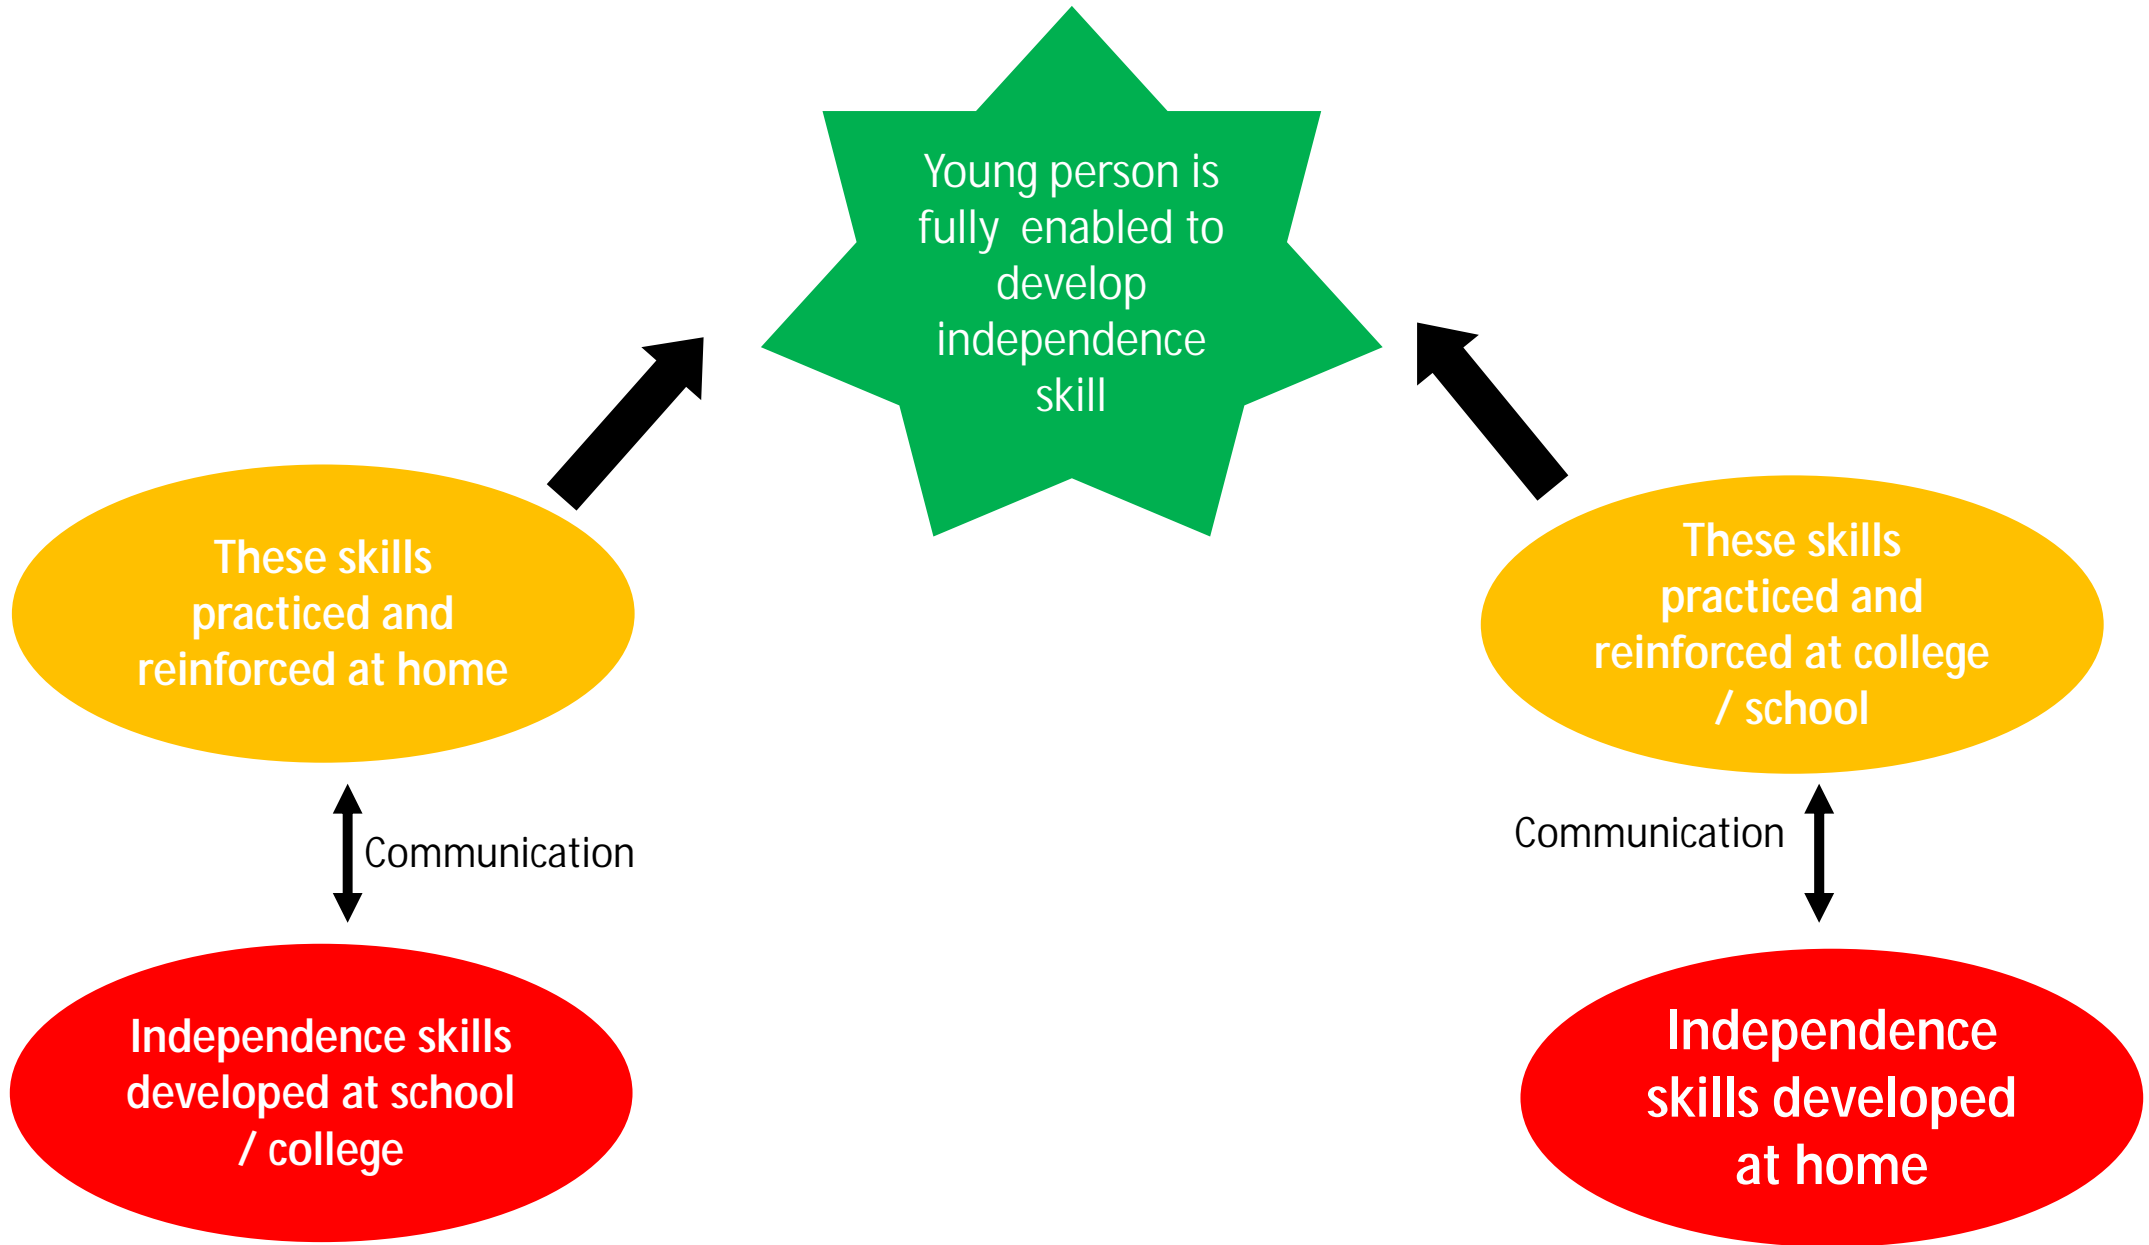 Young person is
fully  enabled to
develop
independence
skill
These skills
practiced and
reinforced at home
These skills
practiced and
reinforced at college
/ school
Communication
Communication
Independence skills
developed at school
/ college
Independence
skills developed
at home